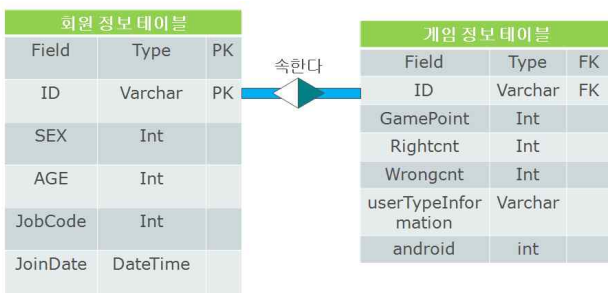 회원 정보 테이블
Field Type PK
ID Varchar PK
SEX Int
AGE Int
JobCode Int
JoinDate DateTime
속한다
게임 정보 테이블
Field Type FK
ID Varchar FK
GamePoint Int
Rightcnt Int
Wrongcnt Int
userTypeInfor Varchar
mation
android int